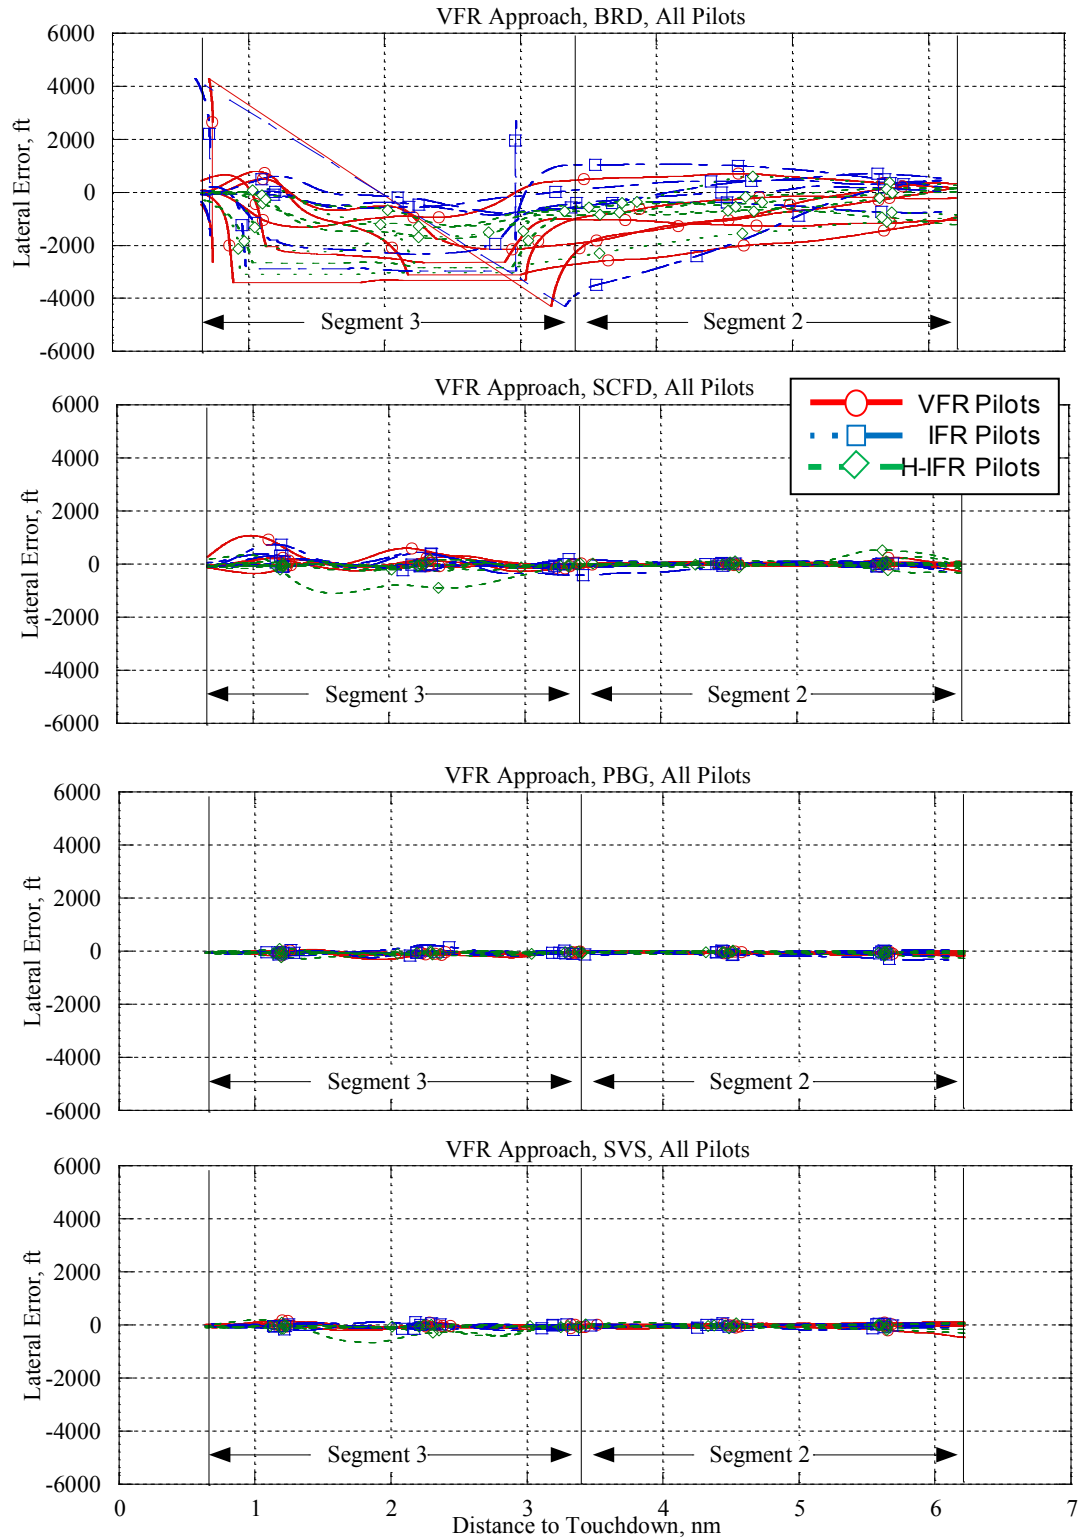 VFR Approach, BRD, All Pilots
6000
4000
2000
0
-2000
-4000
-6000
Lateral Error, ft
Segment 3
Segment 2
VFR Approach, SCFD, All Pilots
6000
4000
2000
0
-2000
-4000
-6000
Lateral Error, ft
VFR Pilots
IFR Pilots
H-IFR Pilots
Segment 3
Segment 2
VFR Approach, PBG, All Pilots
6000
4000
2000
0
-2000
-4000
-6000
Lateral Error, ft
Segment 3
Segment 2
VFR Approach, SVS, All Pilots
6000
4000
2000
0
-2000
-4000
-6000
Lateral Error, ft
Segment 3
Segment 2
0 1 2 3 4 5 6 7
Distance to Touchdown, nm